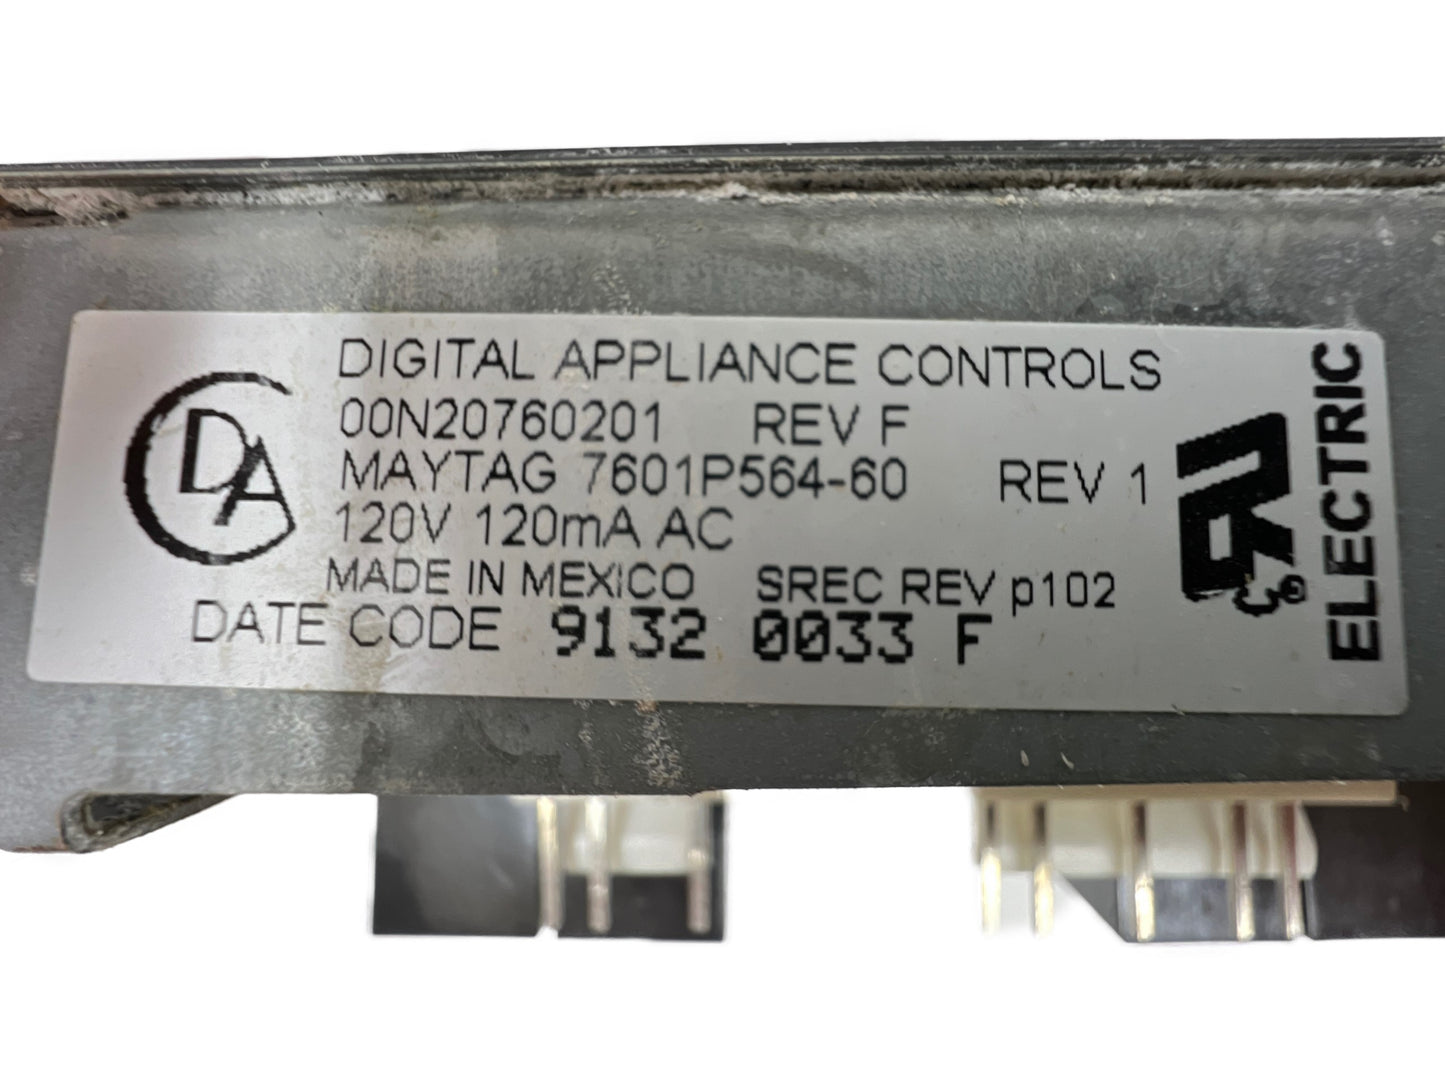 DIGITAL APPLIANCE CONTROLS
00N20760201 REV F
MAYTAG 7601P564-60 REV 1
120V 120mA AC
MADE IN MEXICO SREC REV p102
DATE CODE 9132 0033 F
DA
ELECTRIC